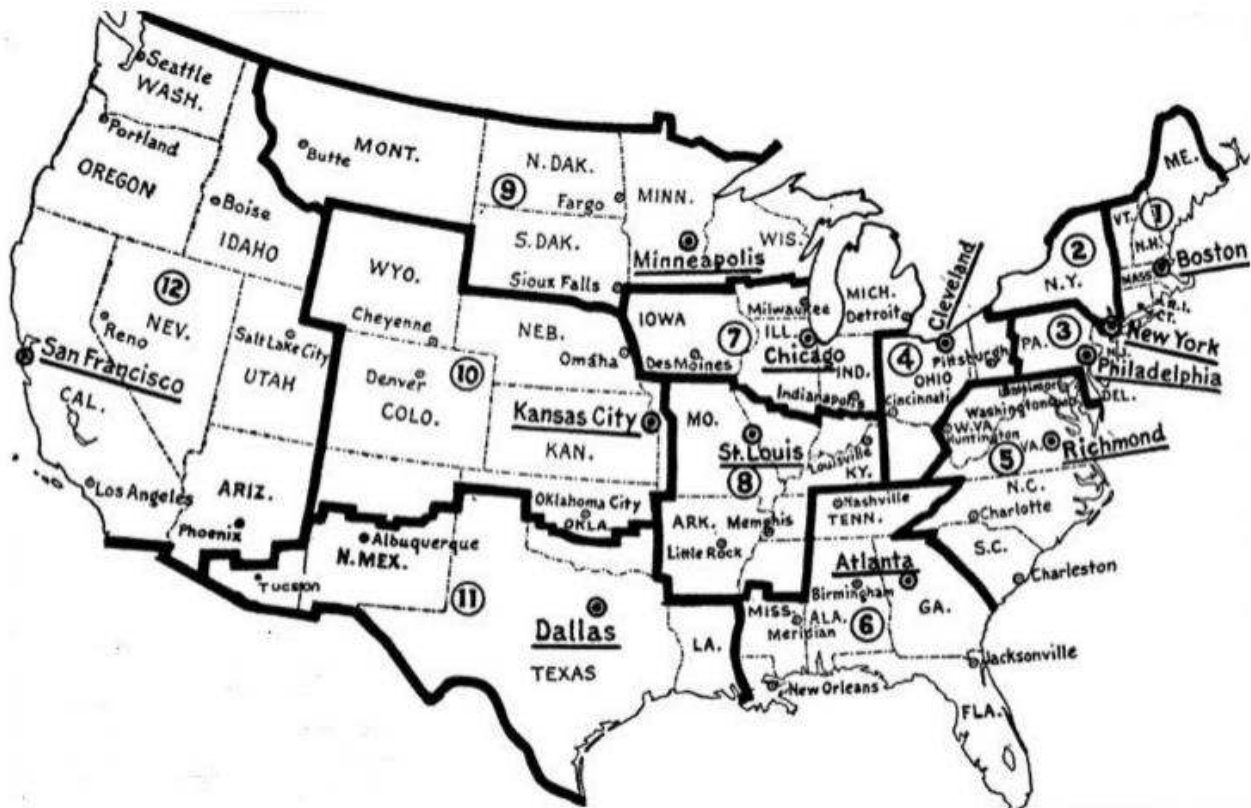 Seattle
WASH.
Portland
OREGON
Boise
IDAHO
12
NEV.
Reno
San Francisco
CAL.
Los Angeles
Salt Lake City
UTAH
ARIZ.
Phoenix
Tucson
Butte
MONT.
N. DAK.
9
Fargo
S. DAK.
Sioux Falls
MINN.
Minneapolis
WIS.
WYO.
Cheyenne
NEB.
Omaha
10
Denver
COLO.
Kansas City
KAN.
Oklahoma City
OKLA.
Albuquerque
N. MEX.
11
Dallas
TEXAS
LA.
IOWA
Des Moines
7
Milwaukee
ILL.
Chicago
IND.
Indianapolis
MICH.
Detroit
MO.
St. Louis
8
Louisville
KY.
ARK.
Memphis
Little Rock
Cleveland
4
Pittsburgh
OHIO
Cincinnati
Nashville
TENN.
Atlanta
Birmingham
GA.
MISS.
ALA.
Meridian
6
New Orleans
Jacksonville
FLA.
ME.
VT.
1
N.H.
MASS.
Boston
R.I.
CT.
2
N.Y.
New York
3
PA.
N.J.
Philadelphia
DEL.
Baltimore
Washington
W.VA.
Huntington
VA.
Richmond
5
N.C.
Charlotte
S.C.
Charleston